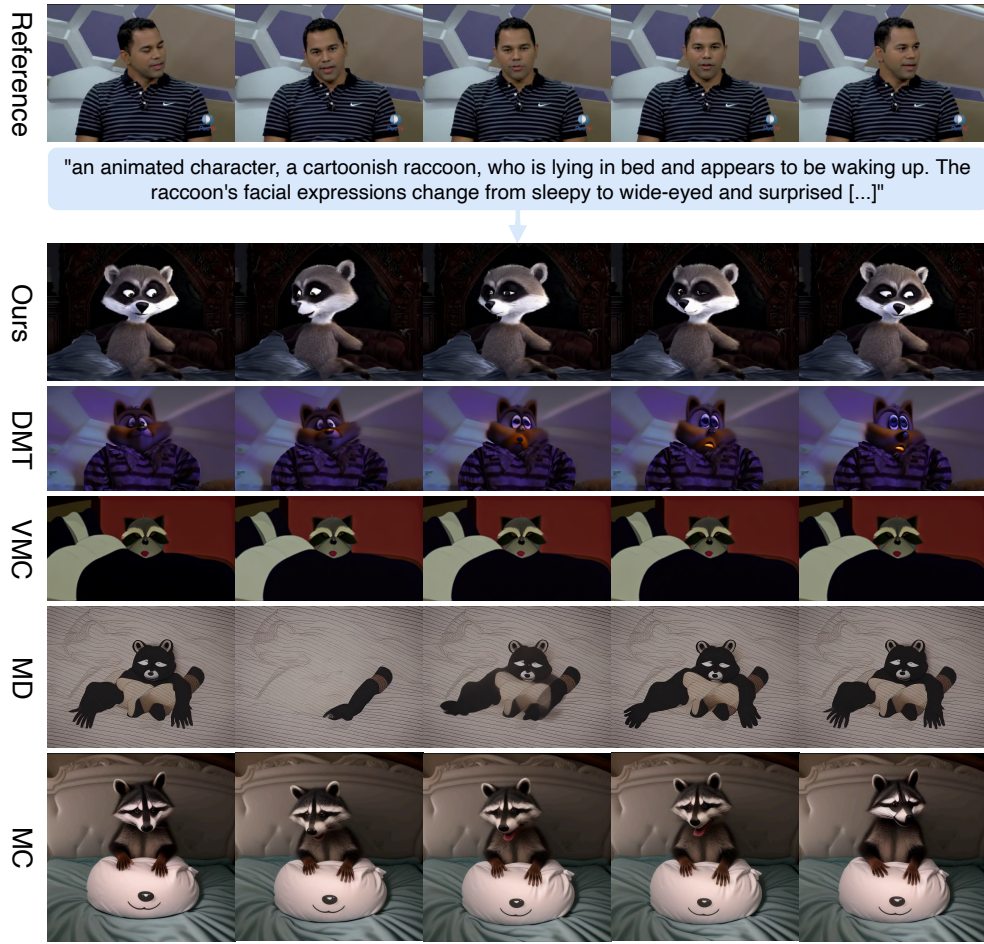 Reference
"an animated character, a cartoonish raccoon, who is lying in bed and appears to be waking up. The
raccoon's facial expressions change from sleepy to wide-eyed and surprised [...]"
Ours
DMT
VMC
MD
MC